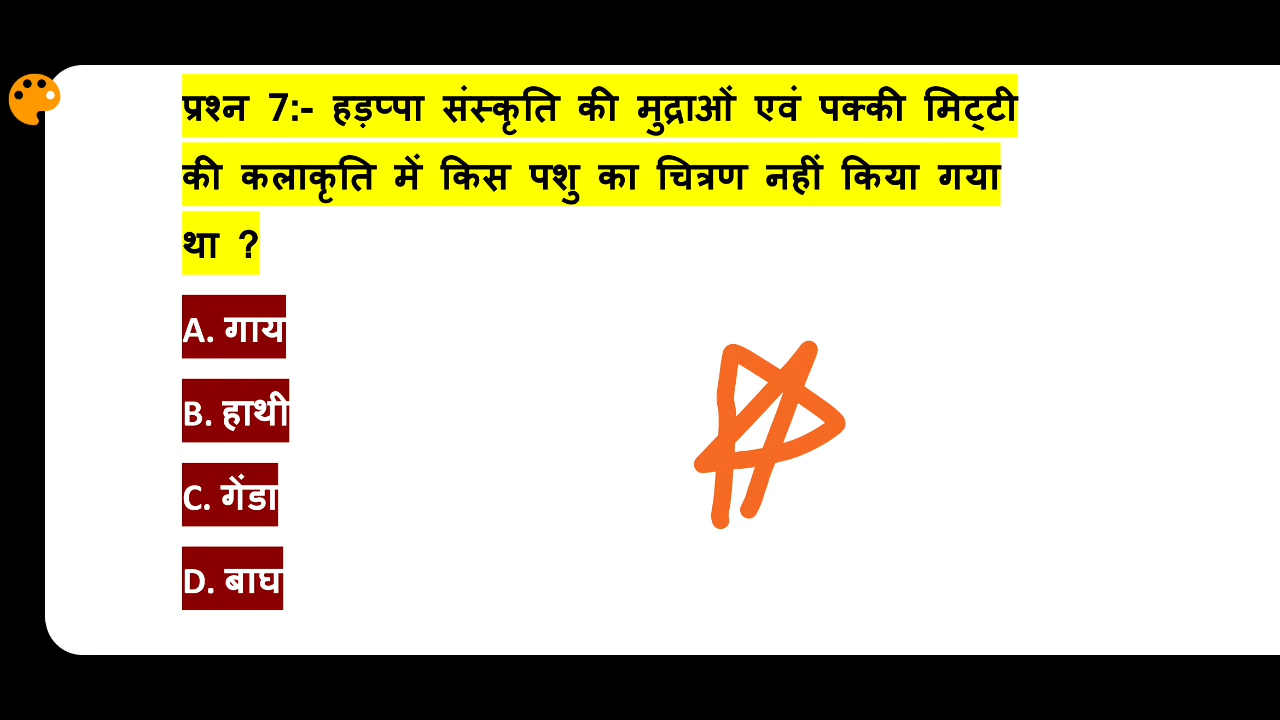 प्रश्न 7:- हड़प्पा संस्कृति की मुद्राओं एवं पक्की मिट्टी
की कलाकृति में किस पशु का चित्रण नहीं किया गया
था ?
A. गाय
B. हाथी
C. गेंडा
D. बाघ